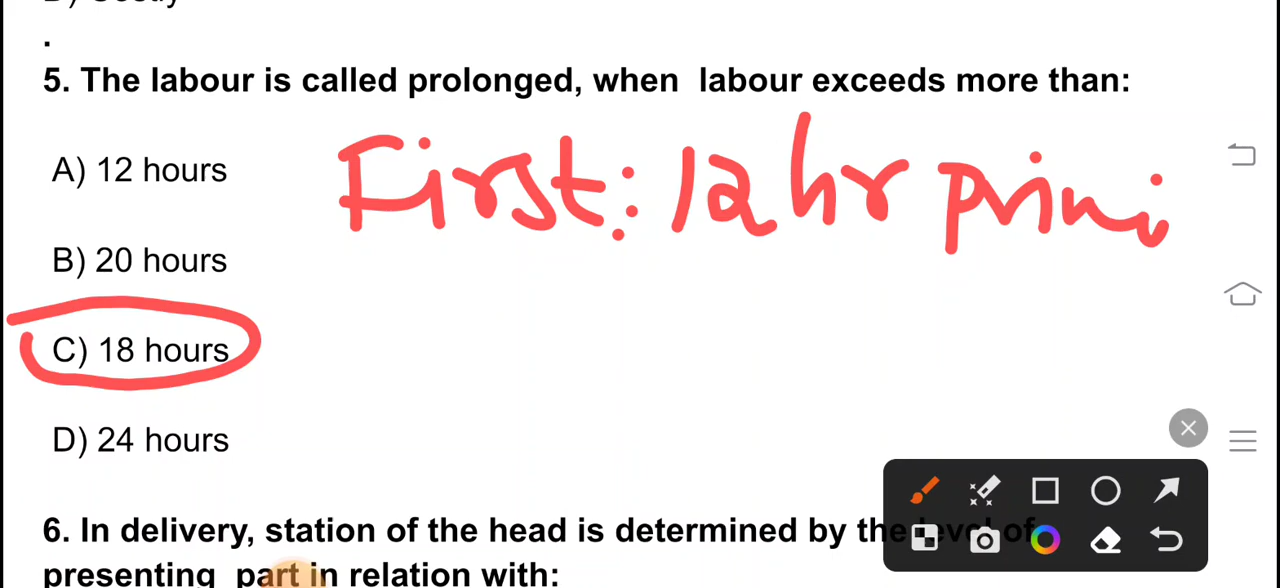 .
5. The labour is called prolonged, when labour exceeds more than:
A) 12 hours
First: 12 hr primi
B) 20 hours
C) 18 hours
D) 24 hours
6. In delivery, station of the head is determined by the level of
presenting part in relation with: